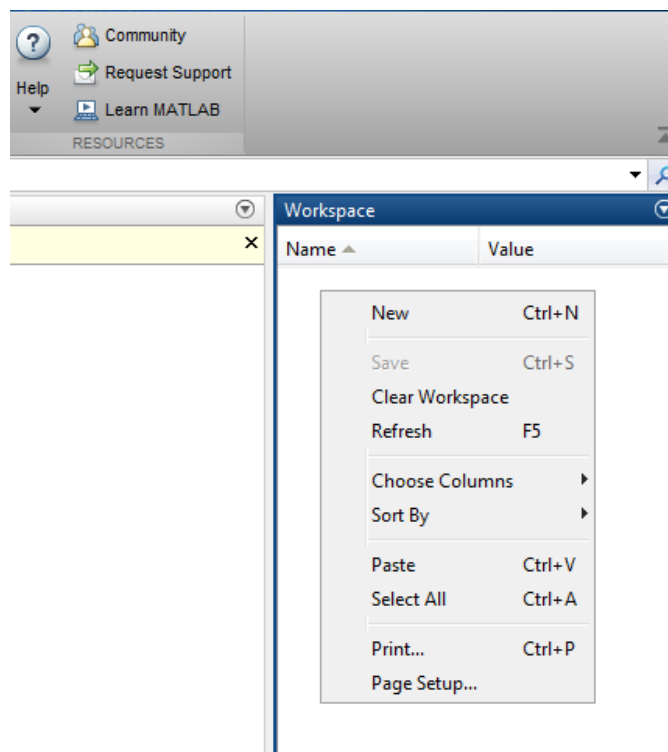 Community
Request Support
Help
Learn MATLAB
RESOURCES
Workspace
Name Value
New Ctrl+N
Save Ctrl+S
Clear Workspace
Refresh F5
Choose Columns
Sort By
Paste Ctrl+V
Select All Ctrl+A
Print... Ctrl+P
Page Setup...